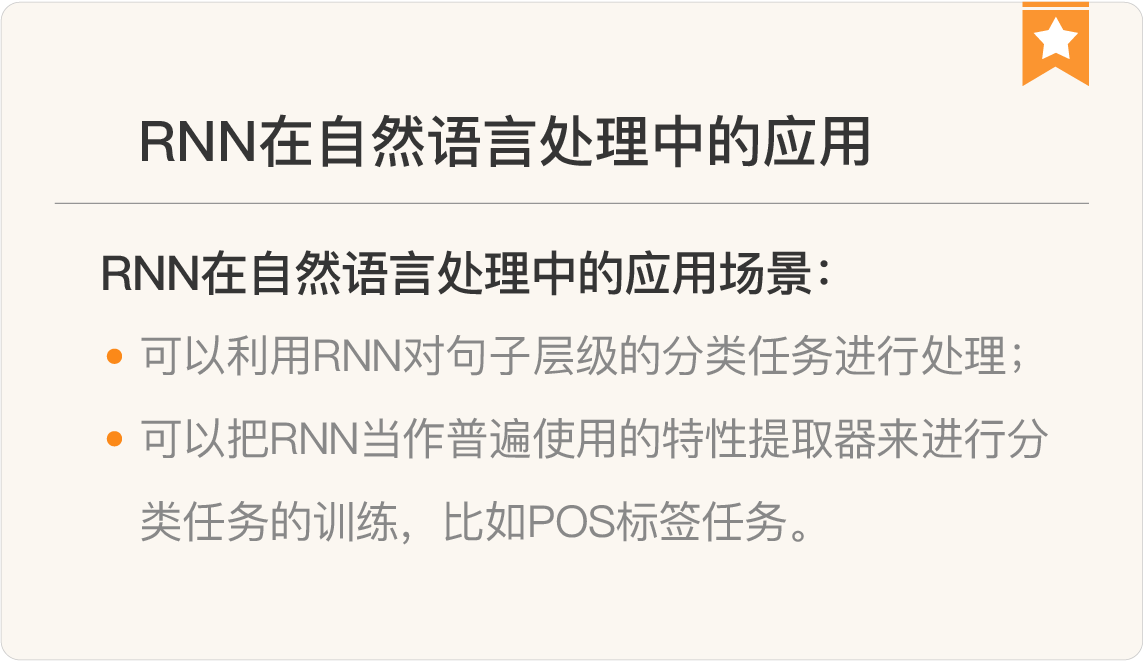 RNN在自然语言处理中的应用
RNN在自然语言处理中的应用场景：
可以利用RNN对句子层级的分类任务进行处理；
可以把RNN当作普遍使用的特性提取器来进行分
类任务的训练，比如POS标签任务。